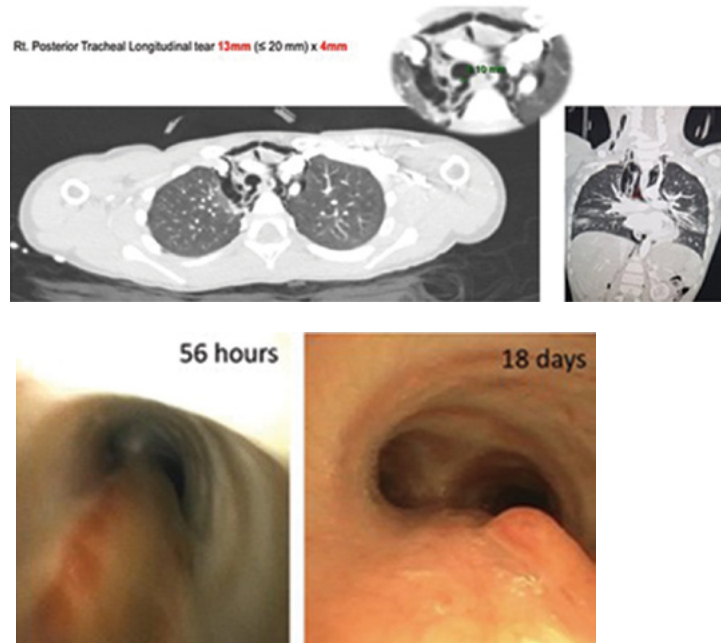 Rt. Posterior Tracheal Longitudinal tear 13mm (≤ 20 mm) x 4mm
56 hours
18 days